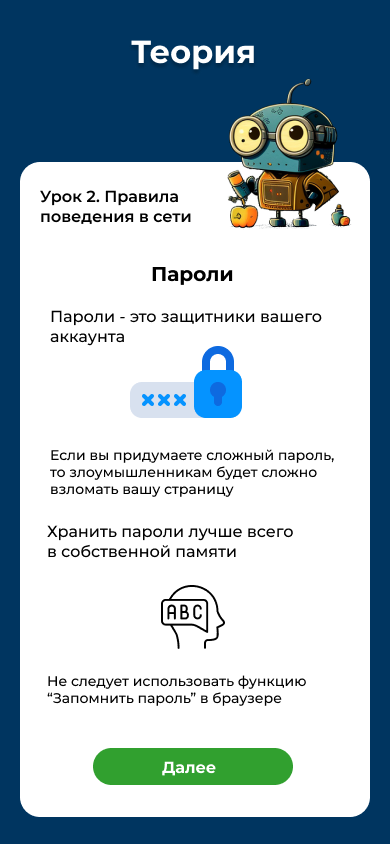 Теория
Урок 2. Правила
поведения в сети
Пароли
Пароли - это защитники вашего
аккаунта
Если вы придумаете сложный пароль,
то злоумышленникам будет сложно
взломать вашу страницу
Хранить пароли лучше всего
в собственной памяти
ABC
Не следует использовать функцию
“Запомнить пароль” в браузере
Далее